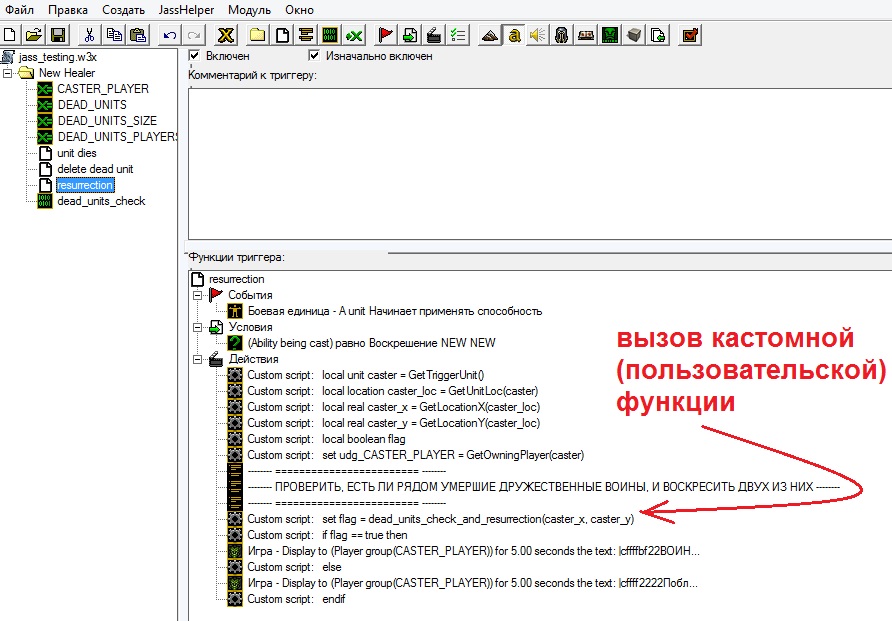 Файл Правка Создать JassHelper Модуль Окно
jass_testing.w3x
New Healer
CASTER_PLAYER
DEAD_UNITS
DEAD_UNITS_SIZE
DEAD_UNITS_PLAYERS
unit dies
delete dead unit
resurrection
dead_units_check
Включен Изначально включен
Комментарий к триггеру:
Функции триггера:
resurrection
События
Боевая единица - A unit Начинает применять способность
Условия
(Ability being cast) равно Воскрешение NEW NEW
Действия
Custom script: local unit caster = GetTriggerUnit()
Custom script: local location caster_loc = GetUnitLoc(caster)
Custom script: local real caster_x = GetLocationX(caster_loc)
Custom script: local real caster_y = GetLocationY(caster_loc)
Custom script: local boolean flag
Custom script: set udg_CASTER_PLAYER = GetOwningPlayer(caster)
-------- ======================== --------
-------- ПРОВЕРИТЬ, ЕСТЬ ЛИ РЯДОМ УМЕРШИЕ ДРУЖЕСТВЕННЫЕ ВОИНЫ, И ВОСКРЕСИТЬ ДВУХ ИЗ НИХ --------
-------- ======================== --------
Custom script: set flag = dead_units_check_and_resurrection(caster_x, caster_y)
Custom script: if flag == true then
Игра - Display to (Player group(CASTER_PLAYER)) for 5.00 seconds the text: |cffffbf22ВОИН...
Custom script: else
Игра - Display to (Player group(CASTER_PLAYER)) for 5.00 seconds the text: |cffff2222Побл...
Custom script: endif
вызов кастомной
(пользовательской)
функции